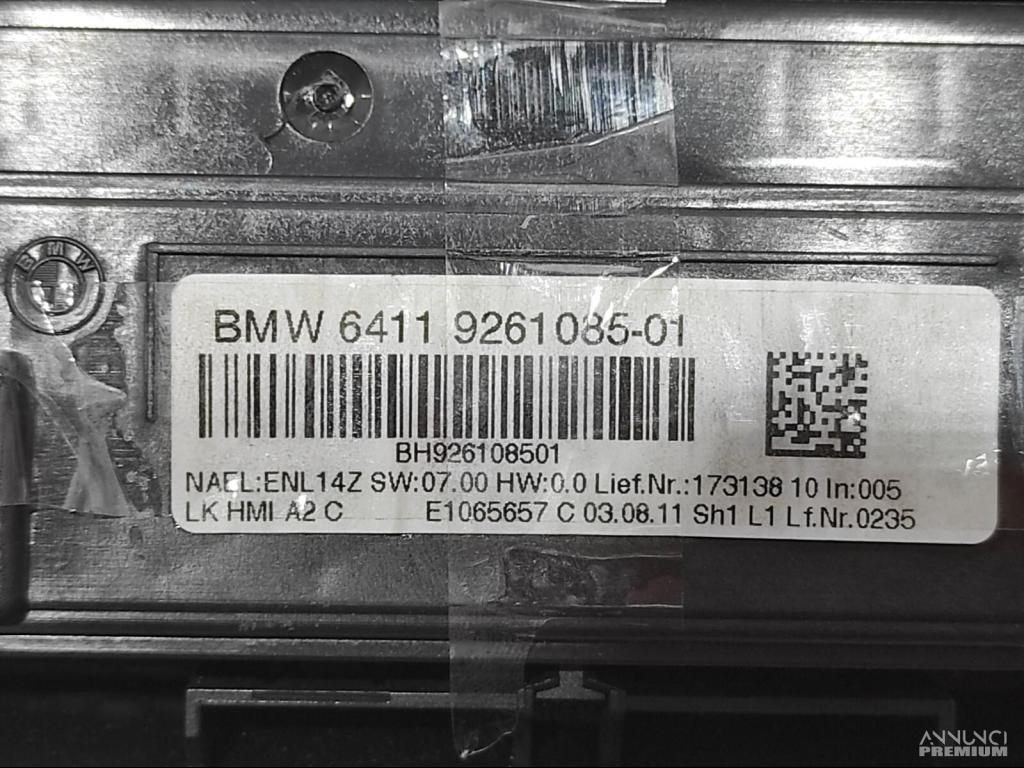 BMW
BMW 6411 9261085-01
BH926108501
NAEL:ENL14Z SW:07.00 HW:0.0 Lief.Nr.:173138 10 In:005
LK HMI A2 C E1065657 C 03.08.11 Sh1 L1 Lf.Nr.0235
ANNUNCI
PREMIUM